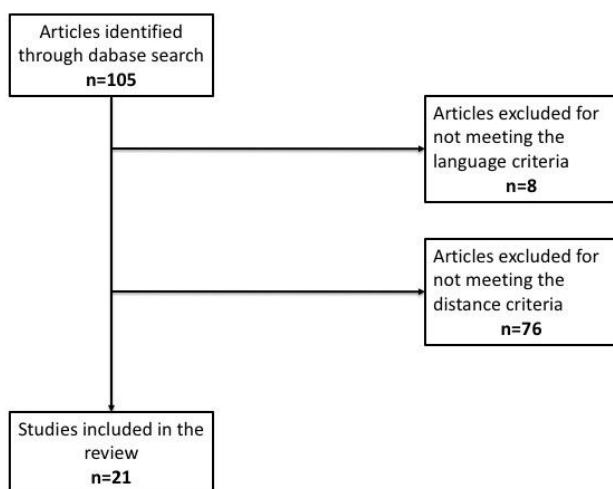 Articles identified
through dabase search
n=105
Articles excluded for
not meeting the
language criteria
n=8
Articles excluded for
not meeting the
distance criteria
n=76
Studies included in the
review
n=21